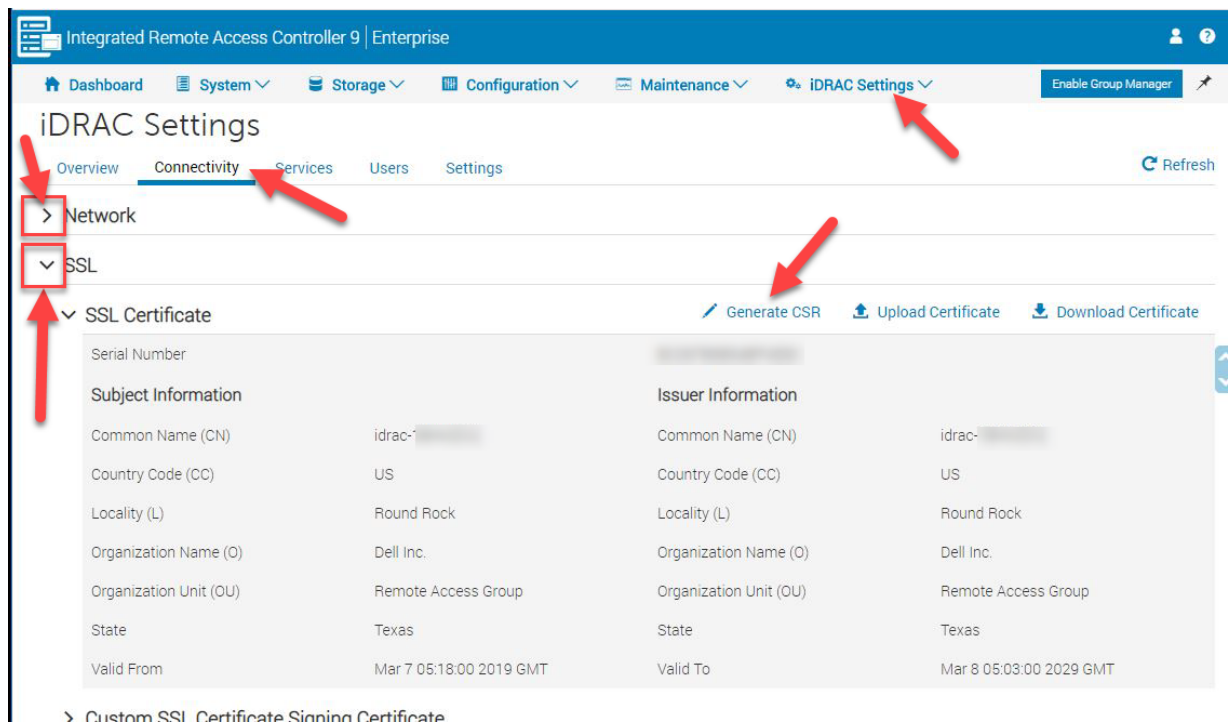 Integrated Remote Access Controller 9 | Enterprise
Dashboard System Storage Configuration Maintenance iDRAC Settings Enable Group Manager
iDRAC Settings
Overview Connectivity Services Users Settings Refresh
Network
SSL
SSL Certificate Generate CSR Upload Certificate Download Certificate
Serial Number
Subject Information Issuer Information
Common Name (CN) idrac- Common Name (CN) idrac-
Country Code (CC) US Country Code (CC) US
Locality (L) Round Rock Locality (L) Round Rock
Organization Name (O) Dell Inc. Organization Name (O) Dell Inc.
Organization Unit (OU) Remote Access Group Organization Unit (OU) Remote Access Group
State Texas State Texas
Valid From Mar 7 05:18:00 2019 GMT Valid To Mar 8 05:03:00 2029 GMT
Custom SSL Certificate Signing Certificate